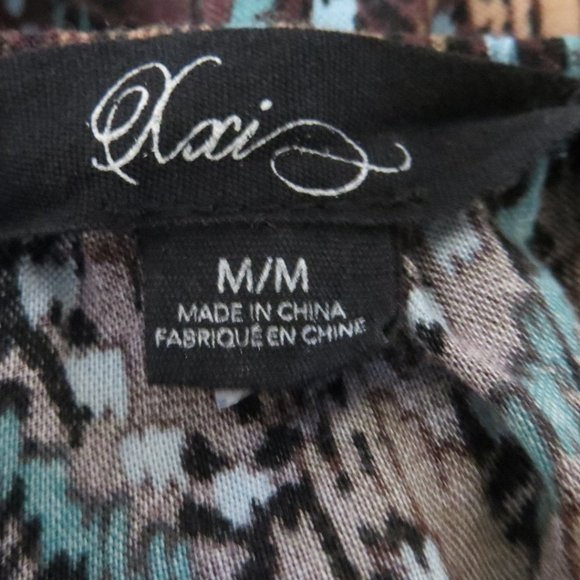 Xxi
M/M
MADE IN CHINA
FABRIQUÉ EN CHINE